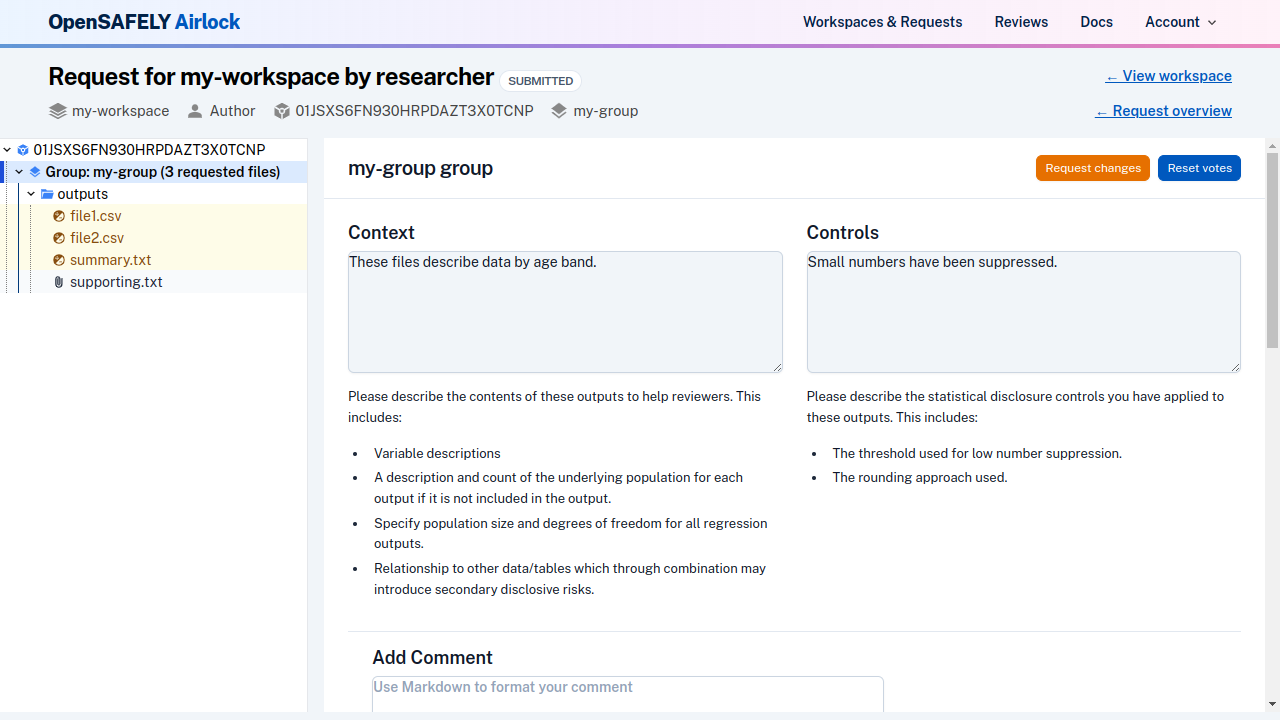 OpenSAFELY Airlock
Workspaces & Requests
Reviews
Docs
Account
Request for my-workspace by researcher
SUBMITTED
← View workspace
my-workspace
Author
01JSXS6FN930HRPDAZT3X0TCNP
my-group
← Request overview
01JSXS6FN930HRPDAZT3X0TCNP
Group: my-group (3 requested files)
outputs
file1.csv
file2.csv
summary.txt
supporting.txt
my-group group
Request changes
Reset votes
Context
These files describe data by age band.
Please describe the contents of these outputs to help reviewers. This
includes:
Variable descriptions
A description and count of the underlying population for each
output if it is not included in the output.
Specify population size and degrees of freedom for all regression
outputs.
Relationship to other data/tables which through combination may
introduce secondary disclosive risks.
Controls
Small numbers have been suppressed.
Please describe the statistical disclosure controls you have applied to
these outputs. This includes:
The threshold used for low number suppression.
The rounding approach used.
Add Comment
Use Markdown to format your comment